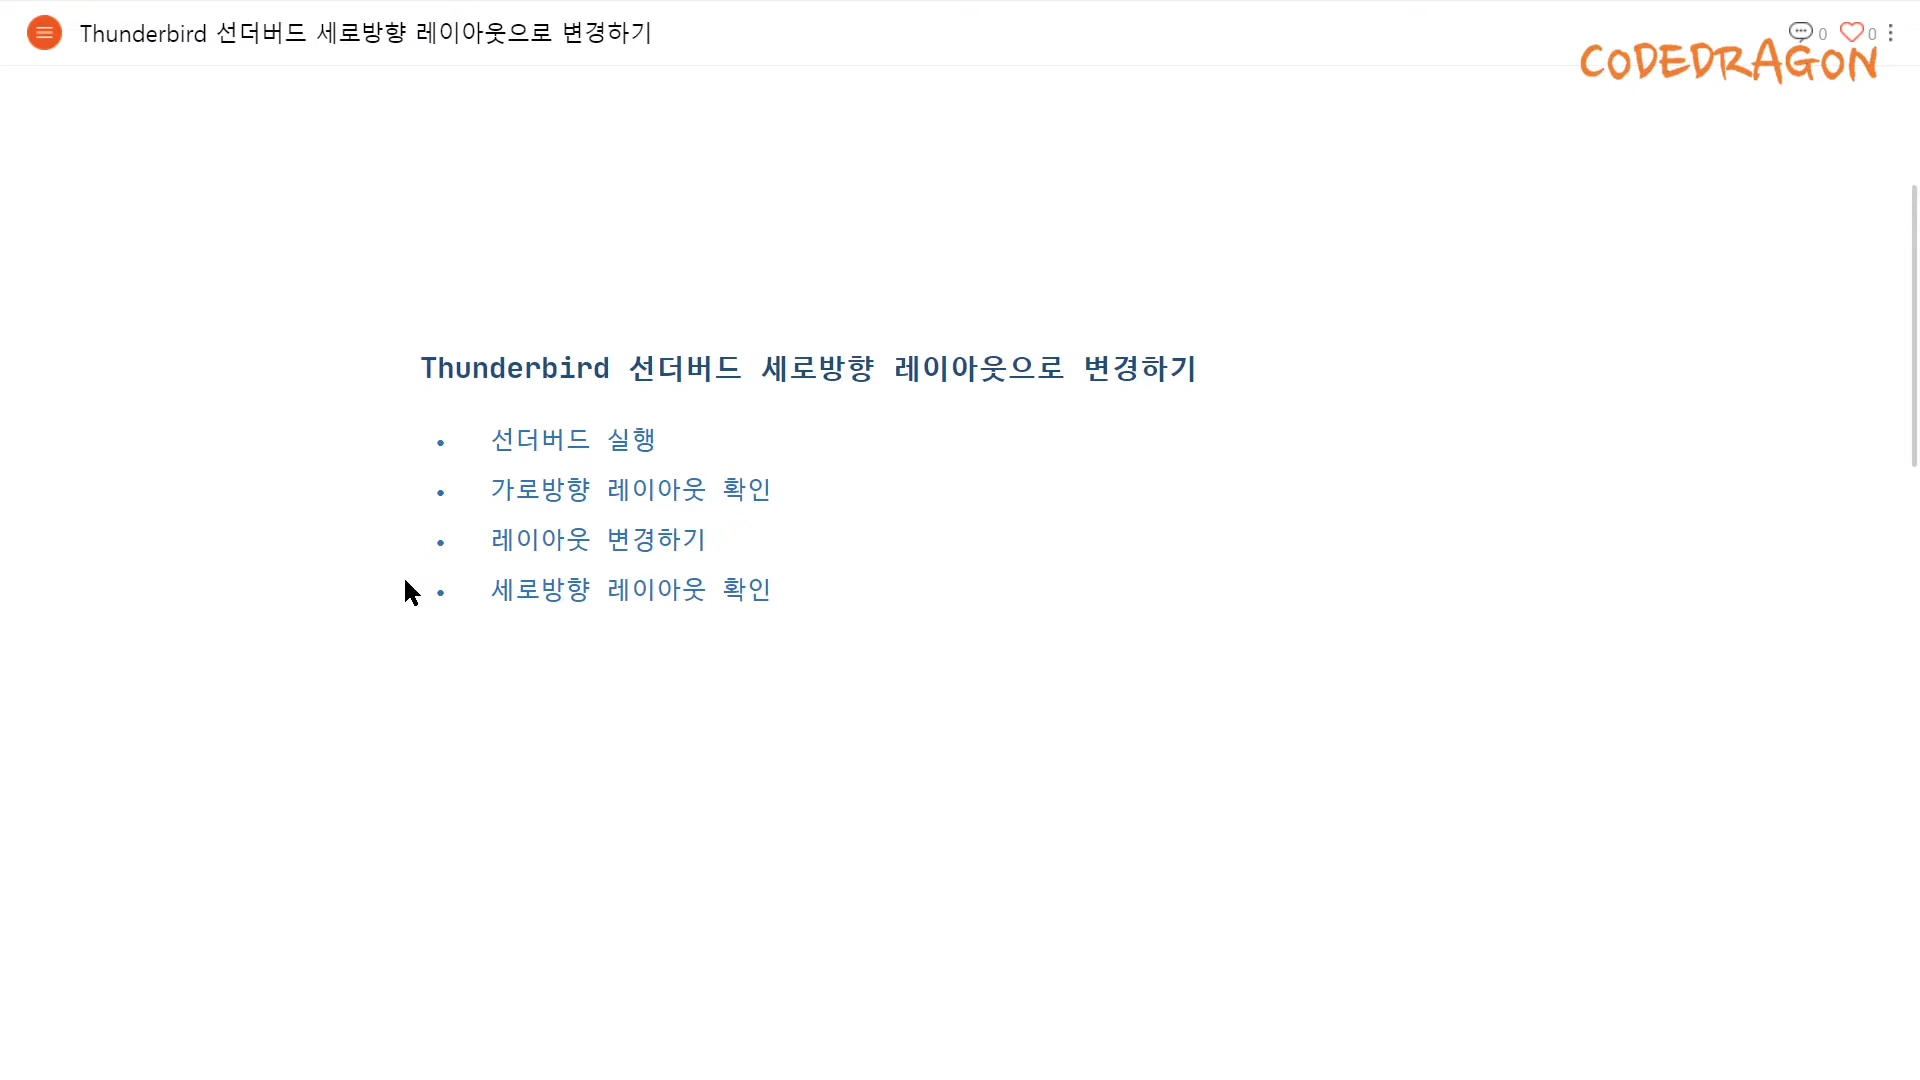 Thunderbird 선더버드 세로방향 레이아웃으로 변경하기
0 0
CODEDRAGON
Thunderbird 선더버드 세로방향 레이아웃으로 변경하기
• 선더버드 실행
• 가로방향 레이아웃 확인
• 레이아웃 변경하기
• 세로방향 레이아웃 확인